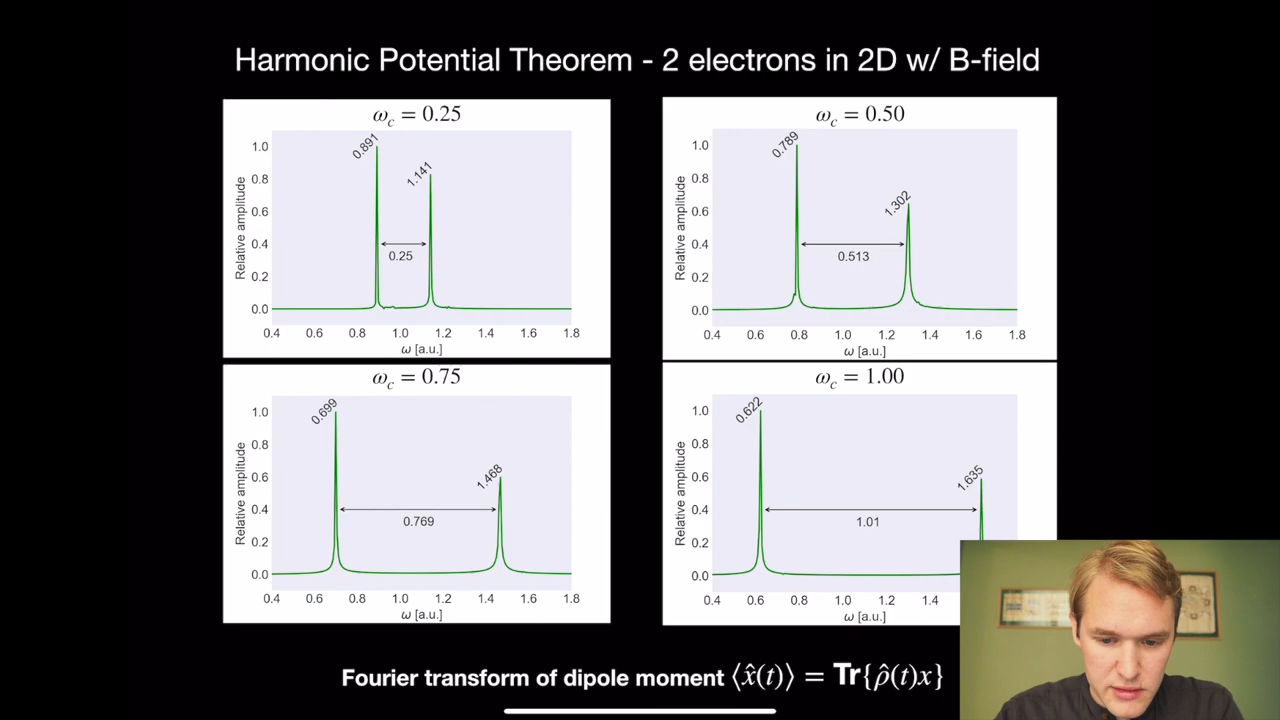 Harmonic Potential Theorem - 2 electrons in 2D w/ B-field
ω_c = 0.25
0.891
1.141
0.25
Relative amplitude
1.0
0.8
0.6
0.4
0.2
0.0
0.4 0.6 0.8 1.0 1.2 1.4 1.6 1.8
ω [a.u.]
ω_c = 0.50
0.789
1.302
0.513
Relative amplitude
1.0
0.8
0.6
0.4
0.2
0.0
0.4 0.6 0.8 1.0 1.2 1.4 1.6 1.8
ω [a.u.]
ω_c = 0.75
0.699
1.468
0.769
Relative amplitude
1.0
0.8
0.6
0.4
0.2
0.0
0.4 0.6 0.8 1.0 1.2 1.4 1.6 1.8
ω [a.u.]
ω_c = 1.00
0.622
1.635
1.01
Relative amplitude
1.0
0.8
0.6
0.4
0.2
0.0
0.4 0.6 0.8 1.0 1.2 1.4
ω [a.u.]
Fourier transform of dipole moment ⟨x̂(t)⟩ = Tr{ρ̂(t)x}